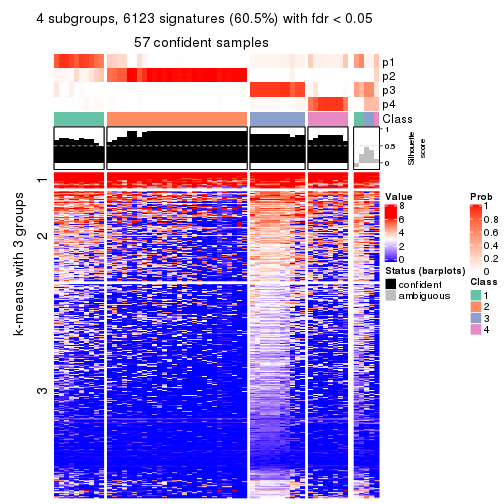 4 subgroups, 6123 signatures (60.5%) with fdr < 0.05
57 confident samples
p1
p2
p3
p4
Class
1
0.5
0
Silhouette
score
k-means with 3 groups
1
2
3
Value
8
6
4
2
0
Status (barplots)
confident
ambiguous
Prob
1
0.8
0.6
0.4
0.2
0
Class
1
2
3
4